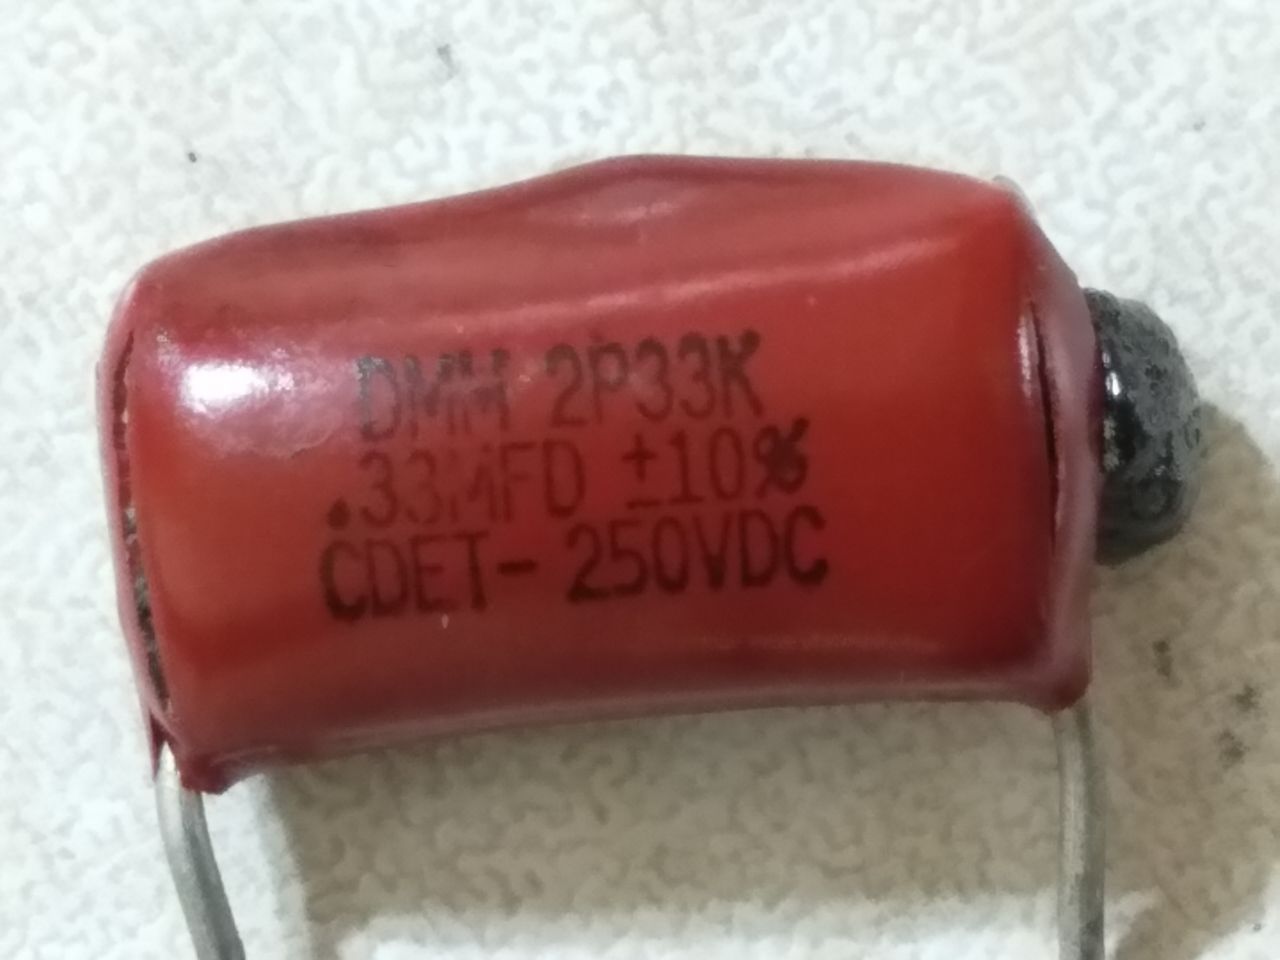 DMM 2P33K
.33MFD ±10%
CDET- 250VDC